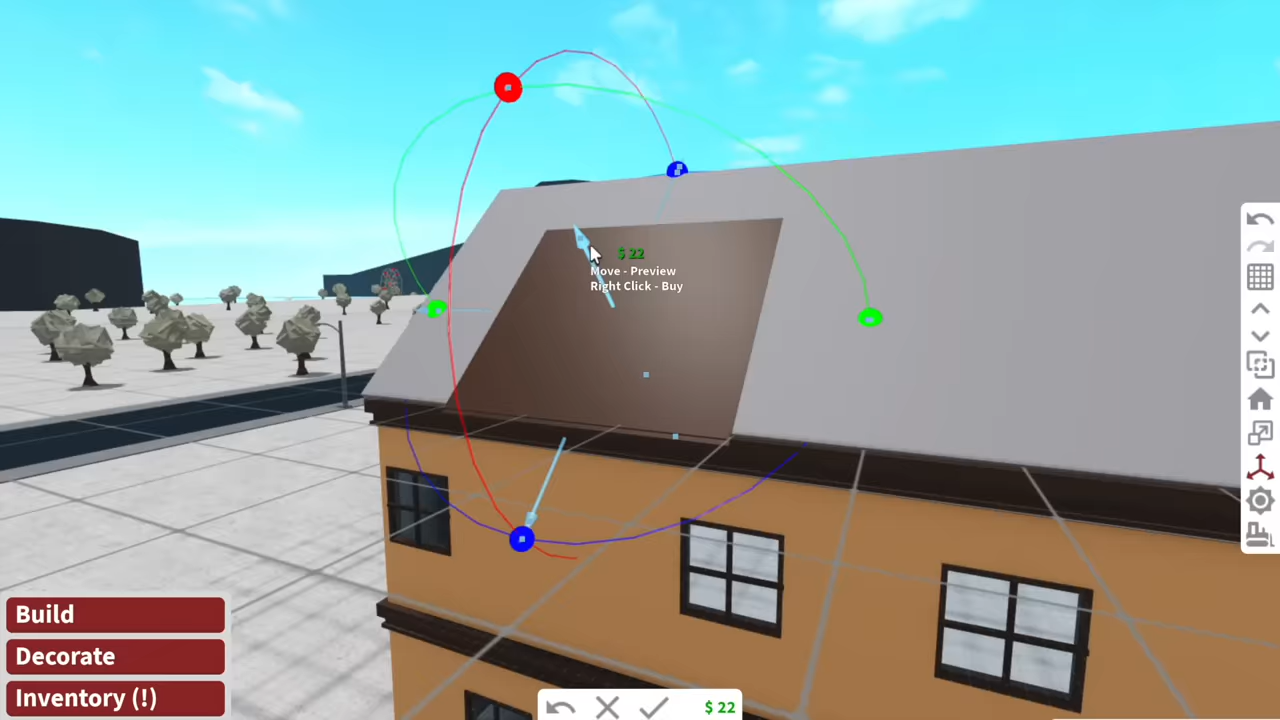 $ 22
Move - Preview
Right Click - Buy
Build
Decorate
Inventory (!)
$ 22